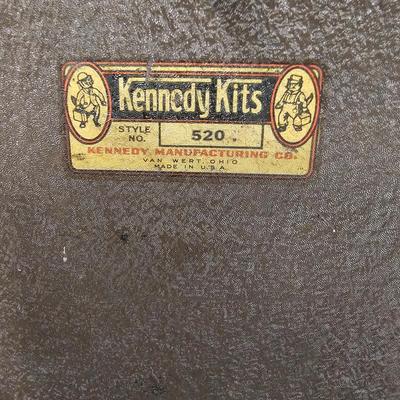 Kennedy Kits
STYLE NO. 520
KENNEDY MANUFACTURING CO.
VAN WERT, OHIO
MADE IN U.S.A.